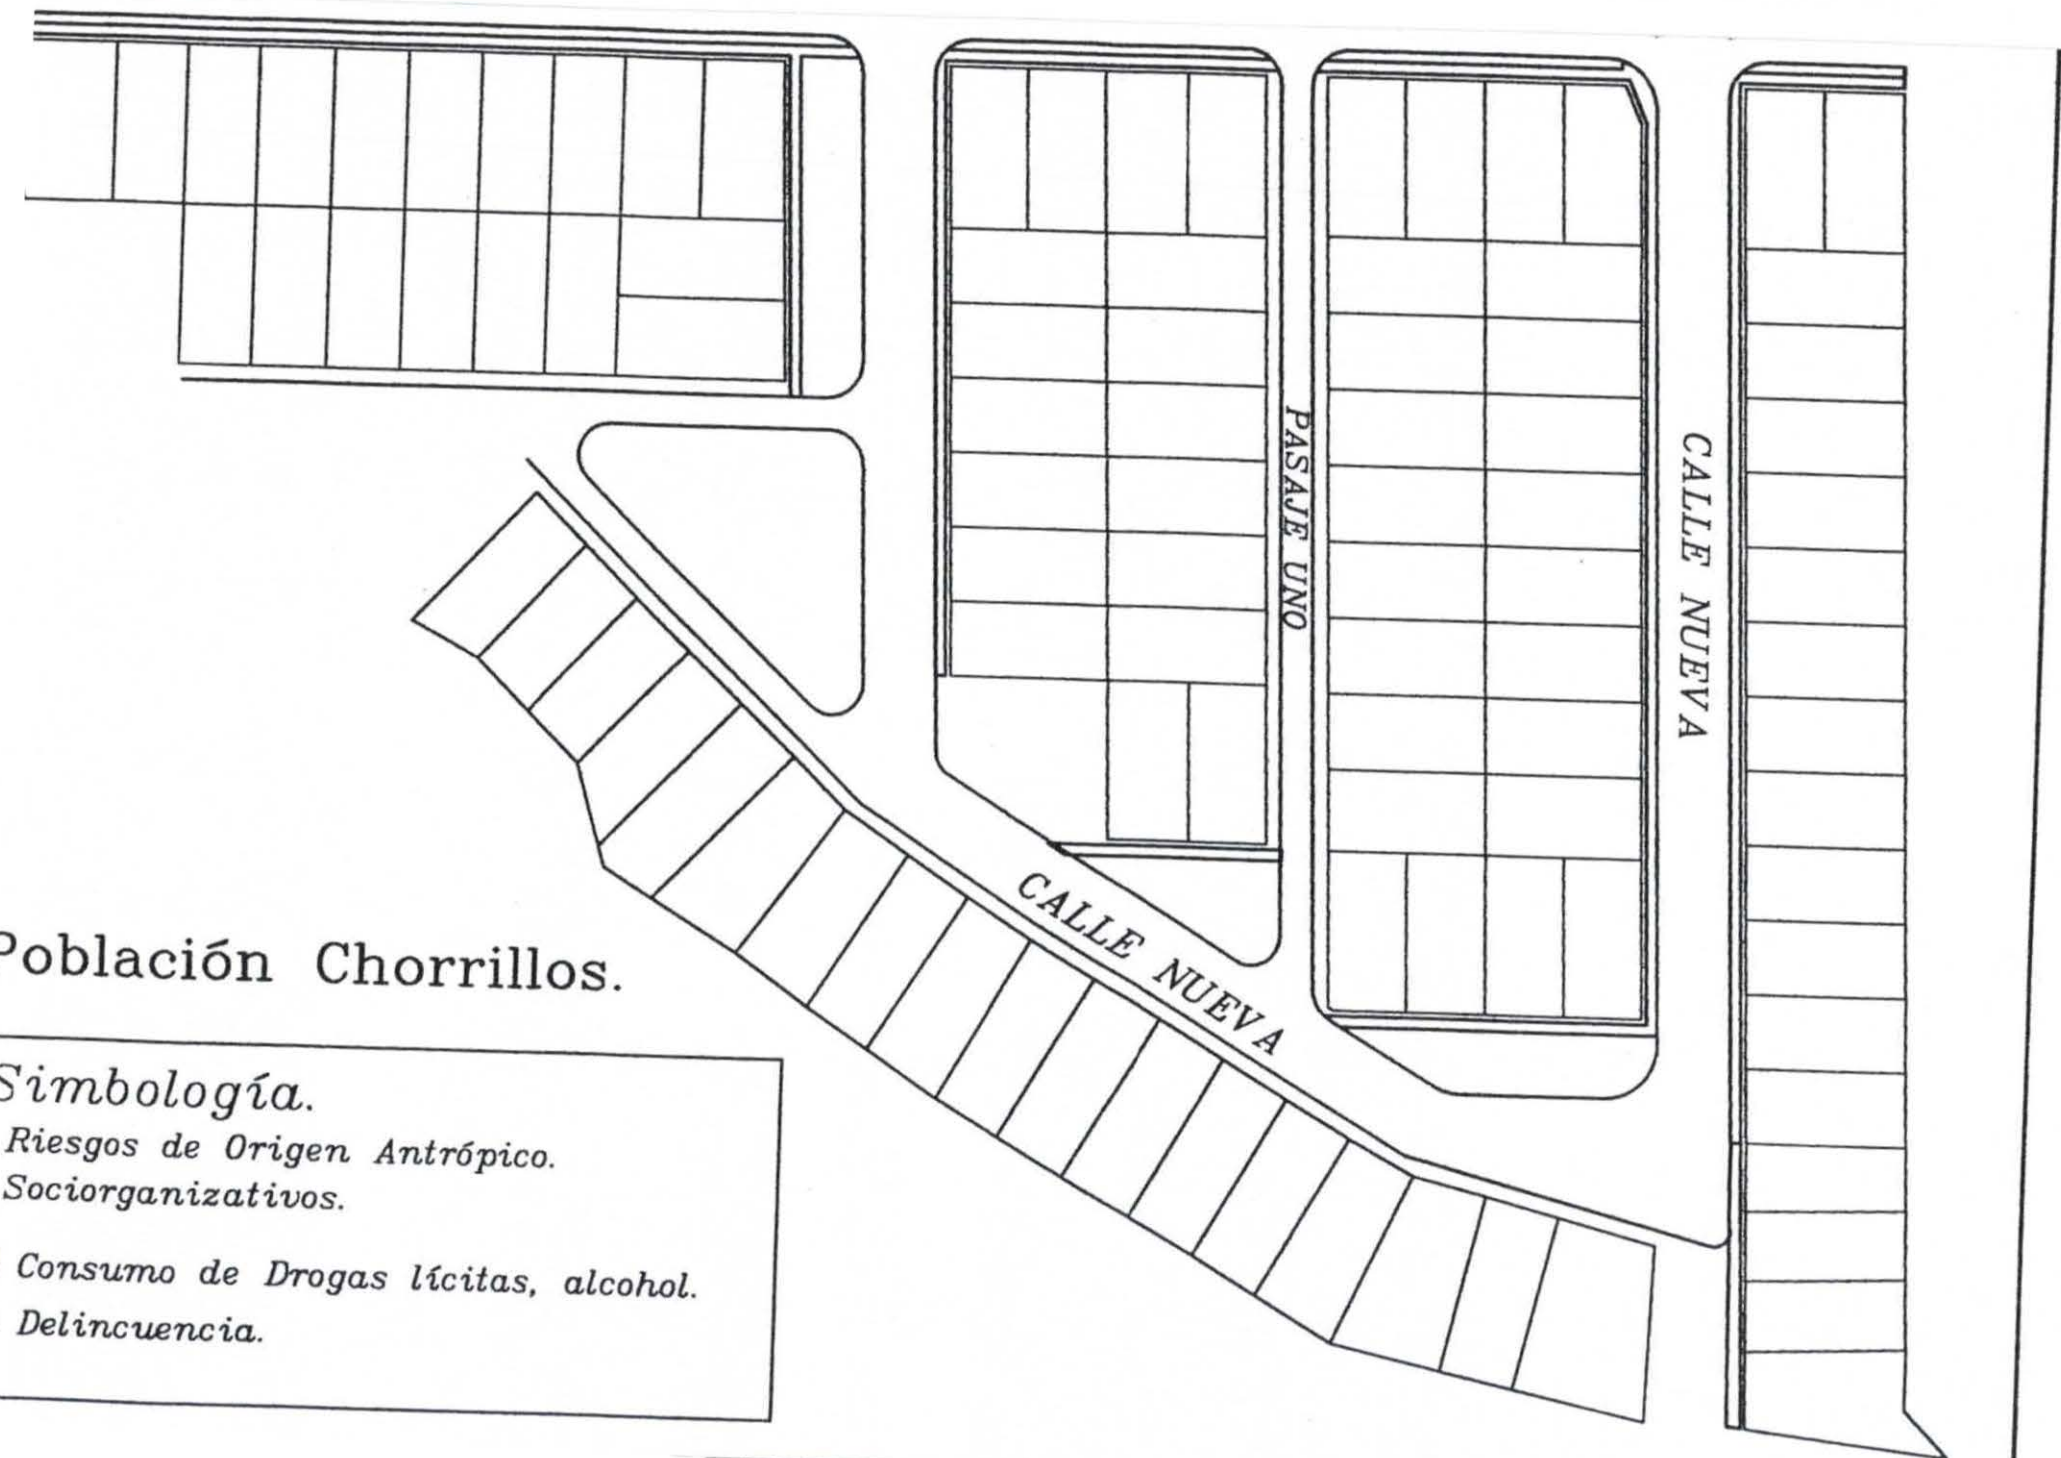 PASAJE UNO
CALLE NUEVA
CALLE NUEVA
Población Chorrillos.
Simbología.
Riesgos de Origen Antrópico.
Sociorganizativos.
Consumo de Drogas lícitas, alcohol.
Delincuencia.